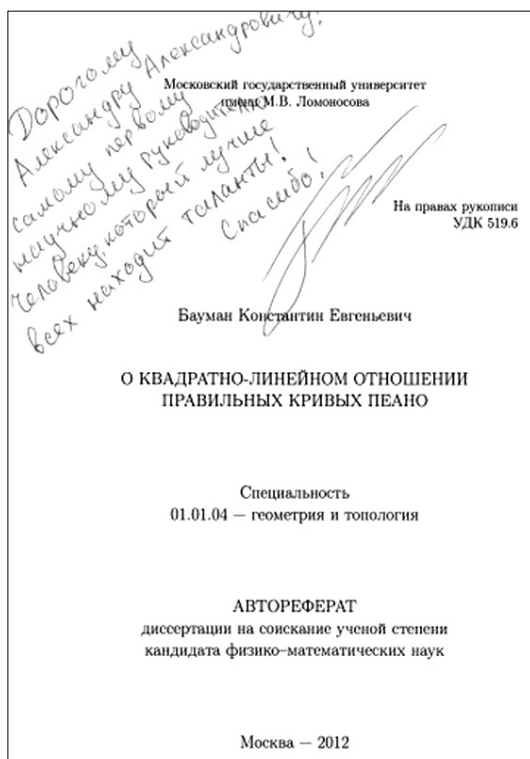 Дорогому
Александру Александровичу!
самому первому
научному руководителю
человеку, который лучше
всех находит таланты!
Спасибо!
Московский государственный университет
имени М.В. Ломоносова
На правах рукописи
УДК 519.6
Бауман Константин Евгеньевич
О КВАДРАТНО-ЛИНЕЙНОМ ОТНОШЕНИИ
ПРАВИЛЬНЫХ КРИВЫХ ПЕАНО
Специальность
01.01.04 — геометрия и топология
АВТОРЕФЕРАТ
диссертации на соискание ученой степени
кандидата физико–математических наук
Москва — 2012